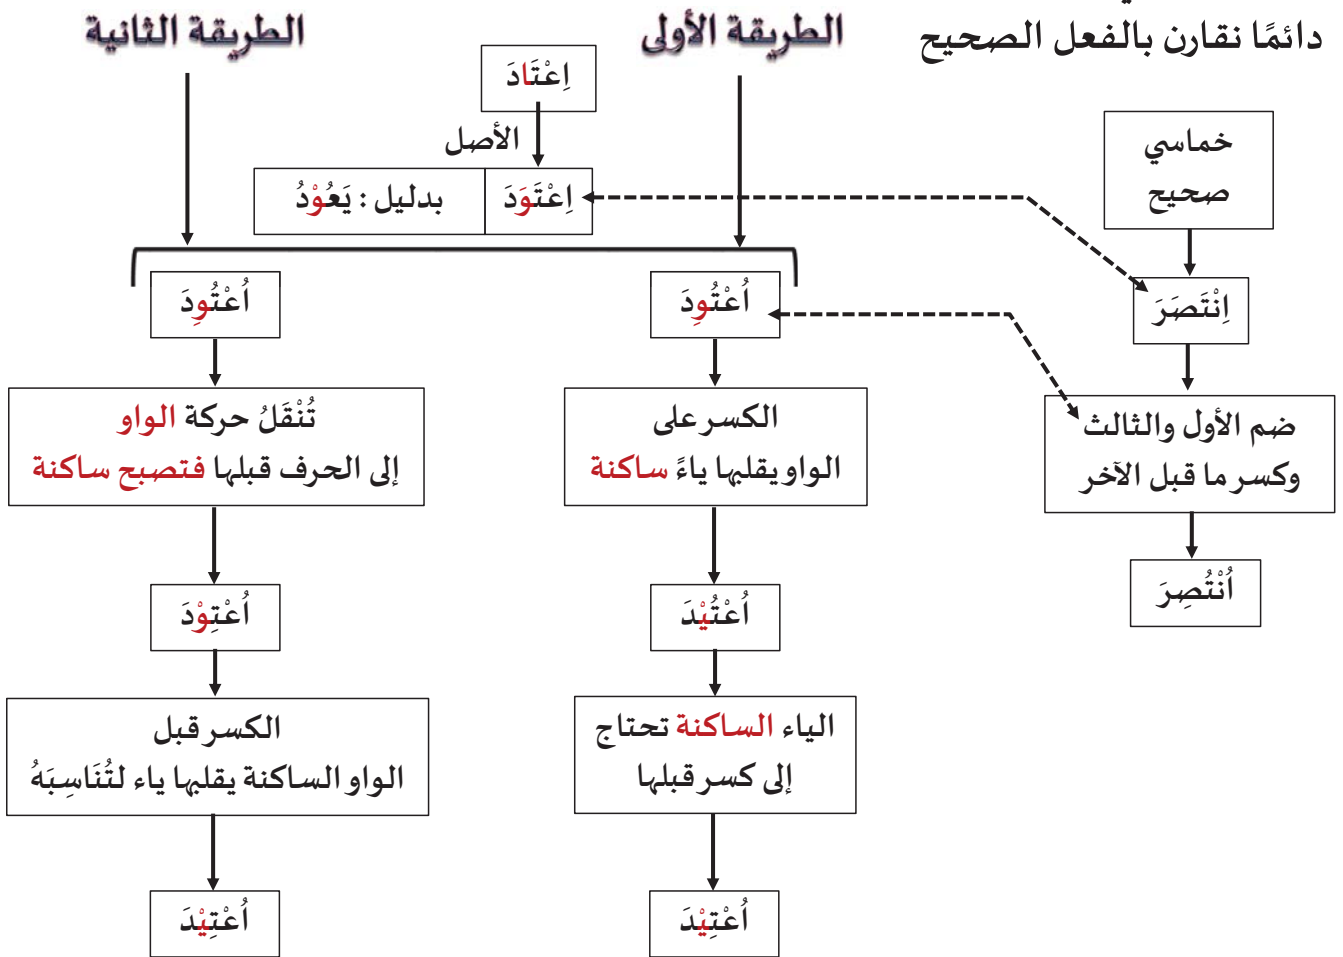 دائمًا نقارن بالفعل الصحيح
الطريقة الأولى
الطريقة الثانية
اِعْتَادَ
الأصل
اِعْتَوَدَ
بدليل : يَعُوْدُ
خماسي
صحيح
اِنْتَصَرَ
ضم الأول والثالث
وكسر ما قبل الآخر
اُنْتُصِرَ
اُعْتُوِدَ
الكسر على
الواو يقلبها ياءً ساكنة
اُعْتُيْدَ
الياء الساكنة تحتاج
إلى كسر قبلها
اُعْتِيْدَ
اُعْتُوِدَ
تُنْقَلُ حركة الواو
إلى الحرف قبلها فتصبح ساكنة
اُعْتِوْدَ
الكسر قبل
الواو الساكنة يقلبها ياء لتُنَاسِبَهُ
اُعْتِيْدَ